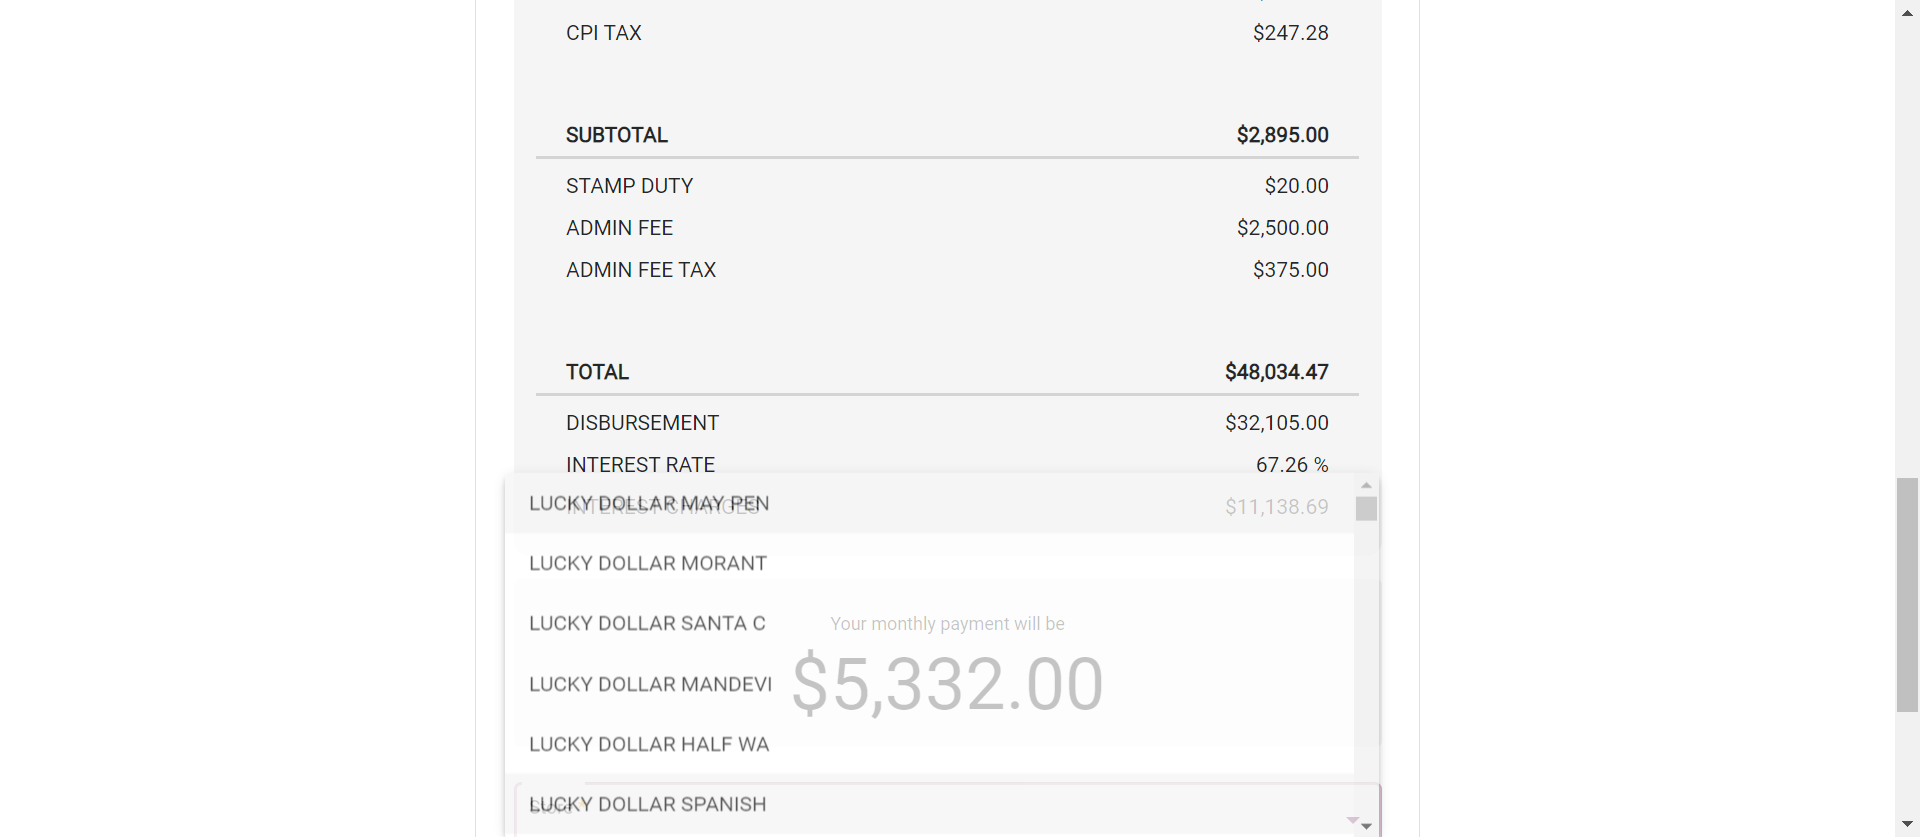 CPI TAX $247.28
SUBTOTAL $2,895.00
STAMP DUTY $20.00
ADMIN FEE $2,500.00
ADMIN FEE TAX $375.00
TOTAL $48,034.47
DISBURSEMENT $32,105.00
INTEREST RATE 67.26 %
LUCKY DOLLAR MAY PEN
INTEREST CHARGES $11,138.69
LUCKY DOLLAR MORANT
LUCKY DOLLAR SANTA C
Your monthly payment will be
LUCKY DOLLAR MANDEVI
$5,332.00
LUCKY DOLLAR HALF WA
LUCKY DOLLAR SPANISH
Store *